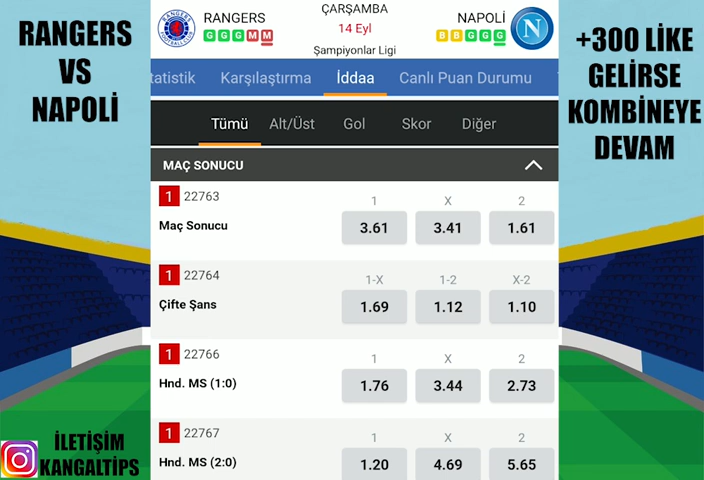 RANGERS
VS
NAPOLİ
RANGERS
G G G M M
ÇARŞAMBA
14 Eyl
Şampiyonlar Ligi
NAPOLİ
B B G G G
+300 LİKE
GELİRSE
KOMBİNEYE
DEVAM
tatistik Karşılaştırma İddaa Canlı Puan Durumu
Tümü Alt/Üst Gol Skor Diğer
MAÇ SONUCU
1 22763 1 X 2
Maç Sonucu 3.61 3.41 1.61
1 22764 1-X 1-2 X-2
Çifte Şans 1.69 1.12 1.10
1 22766 1 X 2
Hnd. MS (1:0) 1.76 3.44 2.73
1 22767 1 X 2
Hnd. MS (2:0) 1.20 4.69 5.65
İLETİŞİM
KANGALTİPS